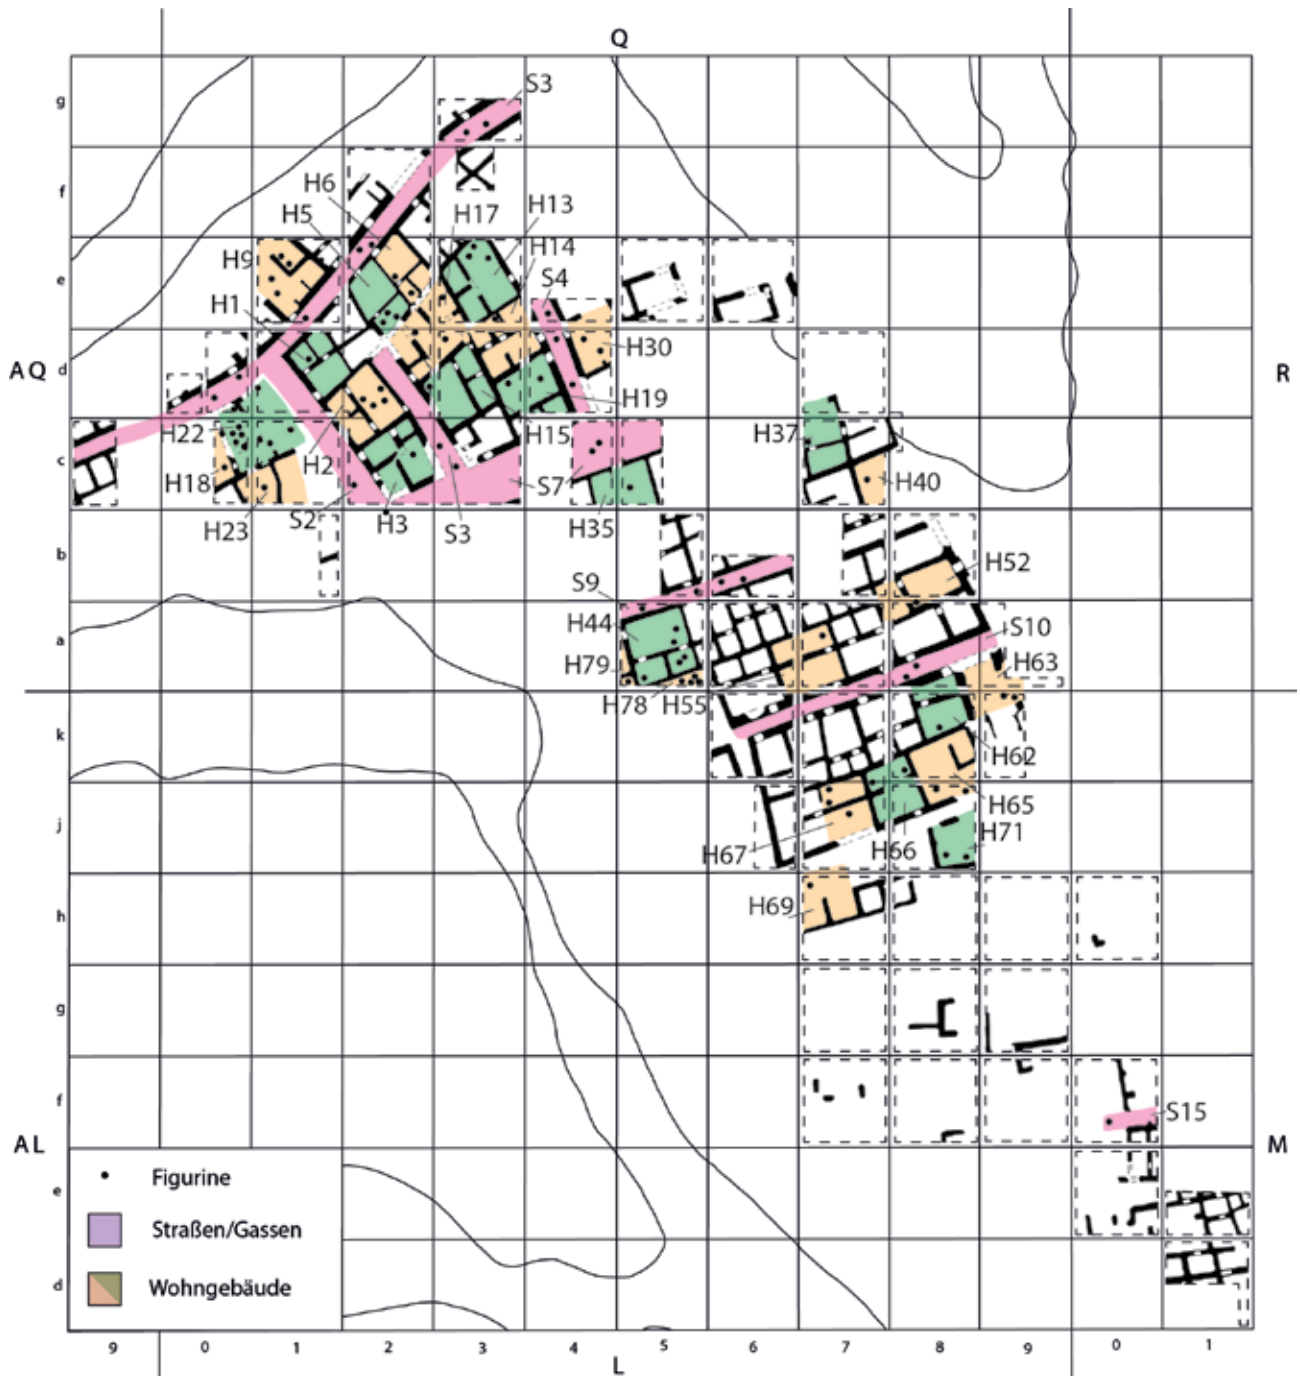 Q
g
S3
f
H6
H5
H17
H13
H14
H9
e
S4
H1
AQ
d
H30
R
H19
H22
H2
H15
H37
c
H18
S7
H40
H23
S2
H3
S3
H35
b
H52
S9
H44
S10
a
H79
H63
H78
H55
k
H62
H65
j
H71
H67
H66
h
H69
g
f
S15
AL
M
Figurine
e
Straßen/Gassen
Wohngebäude
d
9 0 1 2 3 4 5 6 7 8 9 0 1
L